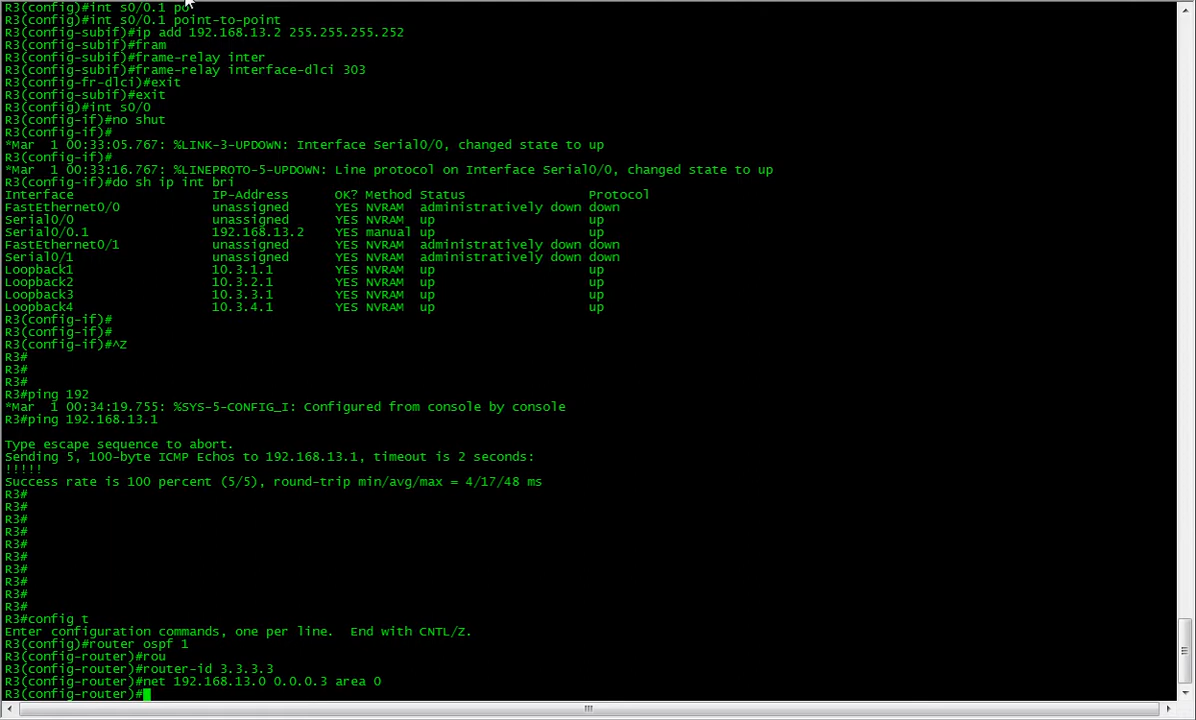 R3(config)#int s0/0.1 po
R3(config)#int s0/0.1 point-to-point
R3(config-subif)#ip add 192.168.13.2 255.255.255.252
R3(config-subif)#fram
R3(config-subif)#frame-relay inter
R3(config-subif)#frame-relay interface-dlci 303
R3(config-fr-dlci)#exit
R3(config-subif)#exit
R3(config)#int s0/0
R3(config-if)#no shut
R3(config-if)#
*Mar  1 00:33:05.767: %LINK-3-UPDOWN: Interface Serial0/0, changed state to up
R3(config-if)#
*Mar  1 00:33:16.767: %LINEPROTO-5-UPDOWN: Line protocol on Interface Serial0/0, changed state to up
R3(config-if)#do sh ip int bri
Interface                  IP-Address      OK? Method Status                Protocol
FastEthernet0/0            unassigned      YES NVRAM  administratively down down
Serial0/0                  unassigned      YES NVRAM  up                    up
Serial0/0.1                192.168.13.2    YES manual up                    up
FastEthernet0/1            unassigned      YES NVRAM  administratively down down
Serial0/1                  unassigned      YES NVRAM  administratively down down
Loopback1                  10.3.1.1        YES NVRAM  up                    up
Loopback2                  10.3.2.1        YES NVRAM  up                    up
Loopback3                  10.3.3.1        YES NVRAM  up                    up
Loopback4                  10.3.4.1        YES NVRAM  up                    up
R3(config-if)#
R3(config-if)#
R3(config-if)#^Z
R3#
R3#
R3#
R3#ping 192
*Mar  1 00:34:19.755: %SYS-5-CONFIG_I: Configured from console by console
R3#ping 192.168.13.1
Type escape sequence to abort.
Sending 5, 100-byte ICMP Echos to 192.168.13.1, timeout is 2 seconds:
!!!!!
Success rate is 100 percent (5/5), round-trip min/avg/max = 4/17/48 ms
R3#
R3#
R3#
R3#
R3#
R3#
R3#
R3#
R3#
R3#
R3#config t
Enter configuration commands, one per line.  End with CNTL/Z.
R3(config)#router ospf 1
R3(config-router)#rou
R3(config-router)#router-id 3.3.3.3
R3(config-router)#net 192.168.13.0 0.0.0.3 area 0
R3(config-router)#